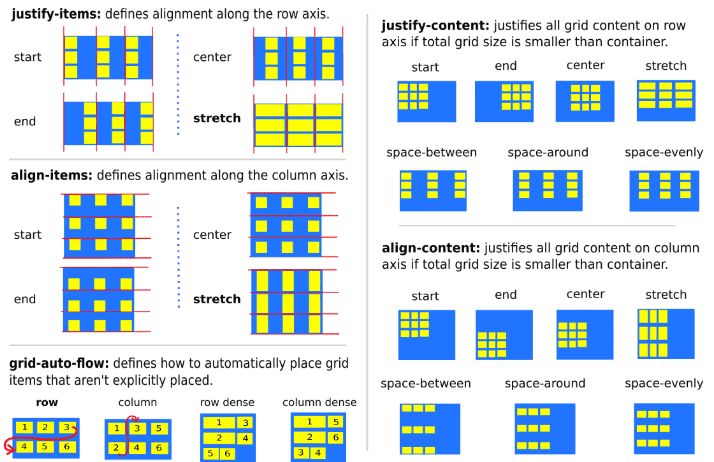 justify-items: defines alignment along the row axis.
start
center
end
stretch
align-items: defines alignment along the column axis.
start
center
end
stretch
grid-auto-flow: defines how to automatically place grid
items that aren't explicitly placed.
row
column
row dense
column dense
1 2 3
4 5 6
1 3 5
2 4 6
1 3
2 4
5 6
1 5
2 6
3 4
justify-content: justifies all grid content on row
axis if total grid size is smaller than container.
start
end
center
stretch
space-between
space-around
space-evenly
align-content: justifies all grid content on column
axis if total grid size is smaller than container.
start
end
center
stretch
space-between
space-around
space-evenly